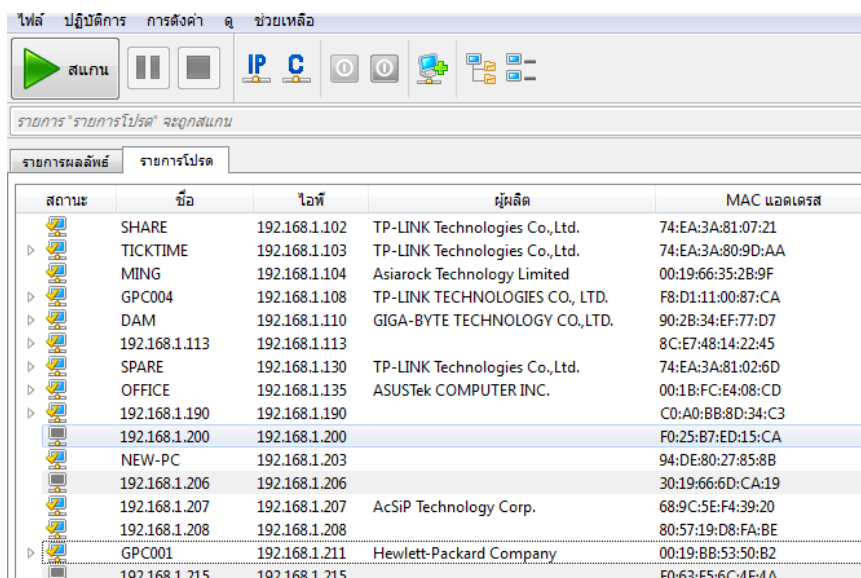 ไฟล์ ปฏิบัติการ การตั้งค่า ดู ช่วยเหลือ
สแกน IP C
รายการ "รายการโปรด" จะถูกสแกน
รายการผลลัพธ์ รายการโปรด
สถานะ ชื่อ ไอพี ผู้ผลิต MAC แอดเดรส
SHARE 192.168.1.102 TP-LINK Technologies Co.,Ltd. 74:EA:3A:81:07:21
TICKTIME 192.168.1.103 TP-LINK Technologies Co.,Ltd. 74:EA:3A:80:9D:AA
MING 192.168.1.104 Asiarock Technology Limited 00:19:66:35:2B:9F
GPC004 192.168.1.108 TP-LINK TECHNOLOGIES CO., LTD. F8:D1:11:00:87:CA
DAM 192.168.1.110 GIGA-BYTE TECHNOLOGY CO.,LTD. 90:2B:34:EF:77:D7
192.168.1.113 192.168.1.113 8C:E7:48:14:22:45
SPARE 192.168.1.130 TP-LINK Technologies Co.,Ltd. 74:EA:3A:81:02:6D
OFFICE 192.168.1.135 ASUSTek COMPUTER INC. 00:1B:FC:E4:08:CD
192.168.1.190 192.168.1.190 C0:A0:BB:8D:34:C3
192.168.1.200 192.168.1.200 F0:25:B7:ED:15:CA
NEW-PC 192.168.1.203 94:DE:80:27:85:8B
192.168.1.206 192.168.1.206 30:19:66:6D:CA:19
192.168.1.207 192.168.1.207 AcSiP Technology Corp. 68:9C:5E:F4:39:20
192.168.1.208 192.168.1.208 80:57:19:D8:FA:BE
GPC001 192.168.1.211 Hewlett-Packard Company 00:19:BB:53:50:B2
192.168.1.215 192.168.1.215 F0:63:F5:6C:4F:4A